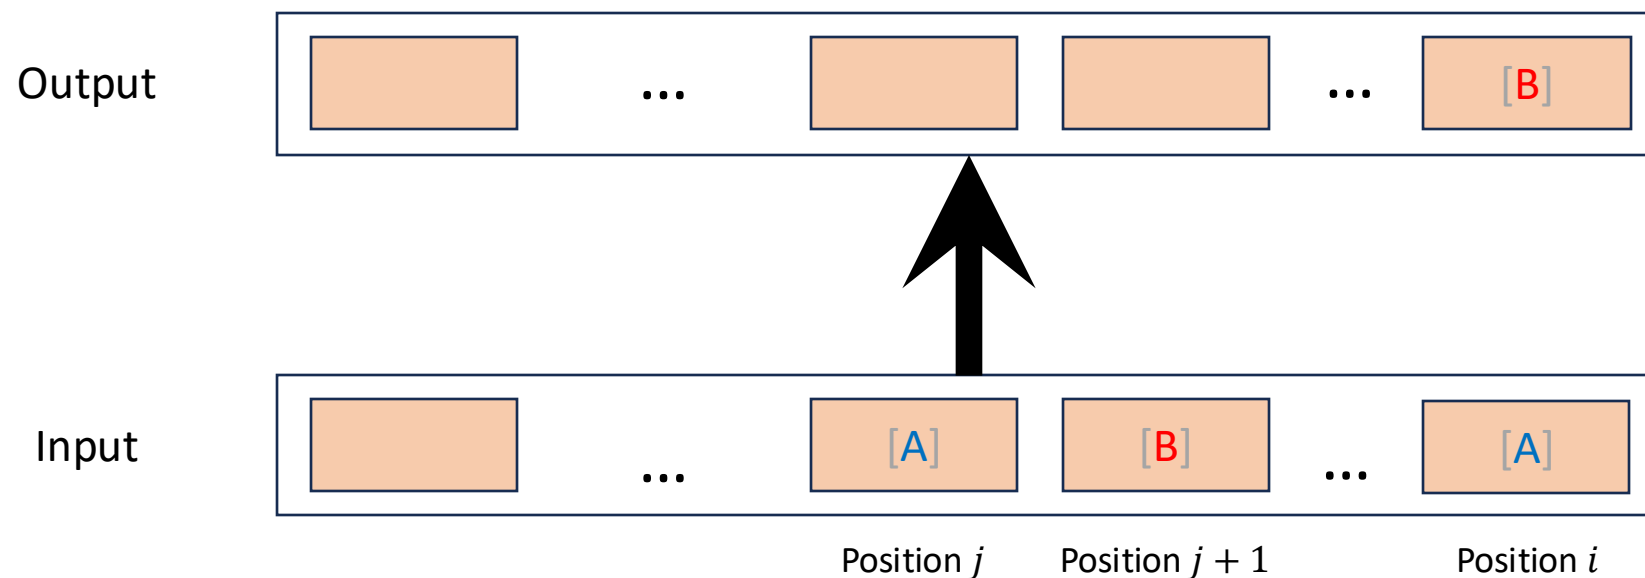 Output ... ... [B]
Input ... [A] [B] ... [A]
Position j Position j + 1 Position i